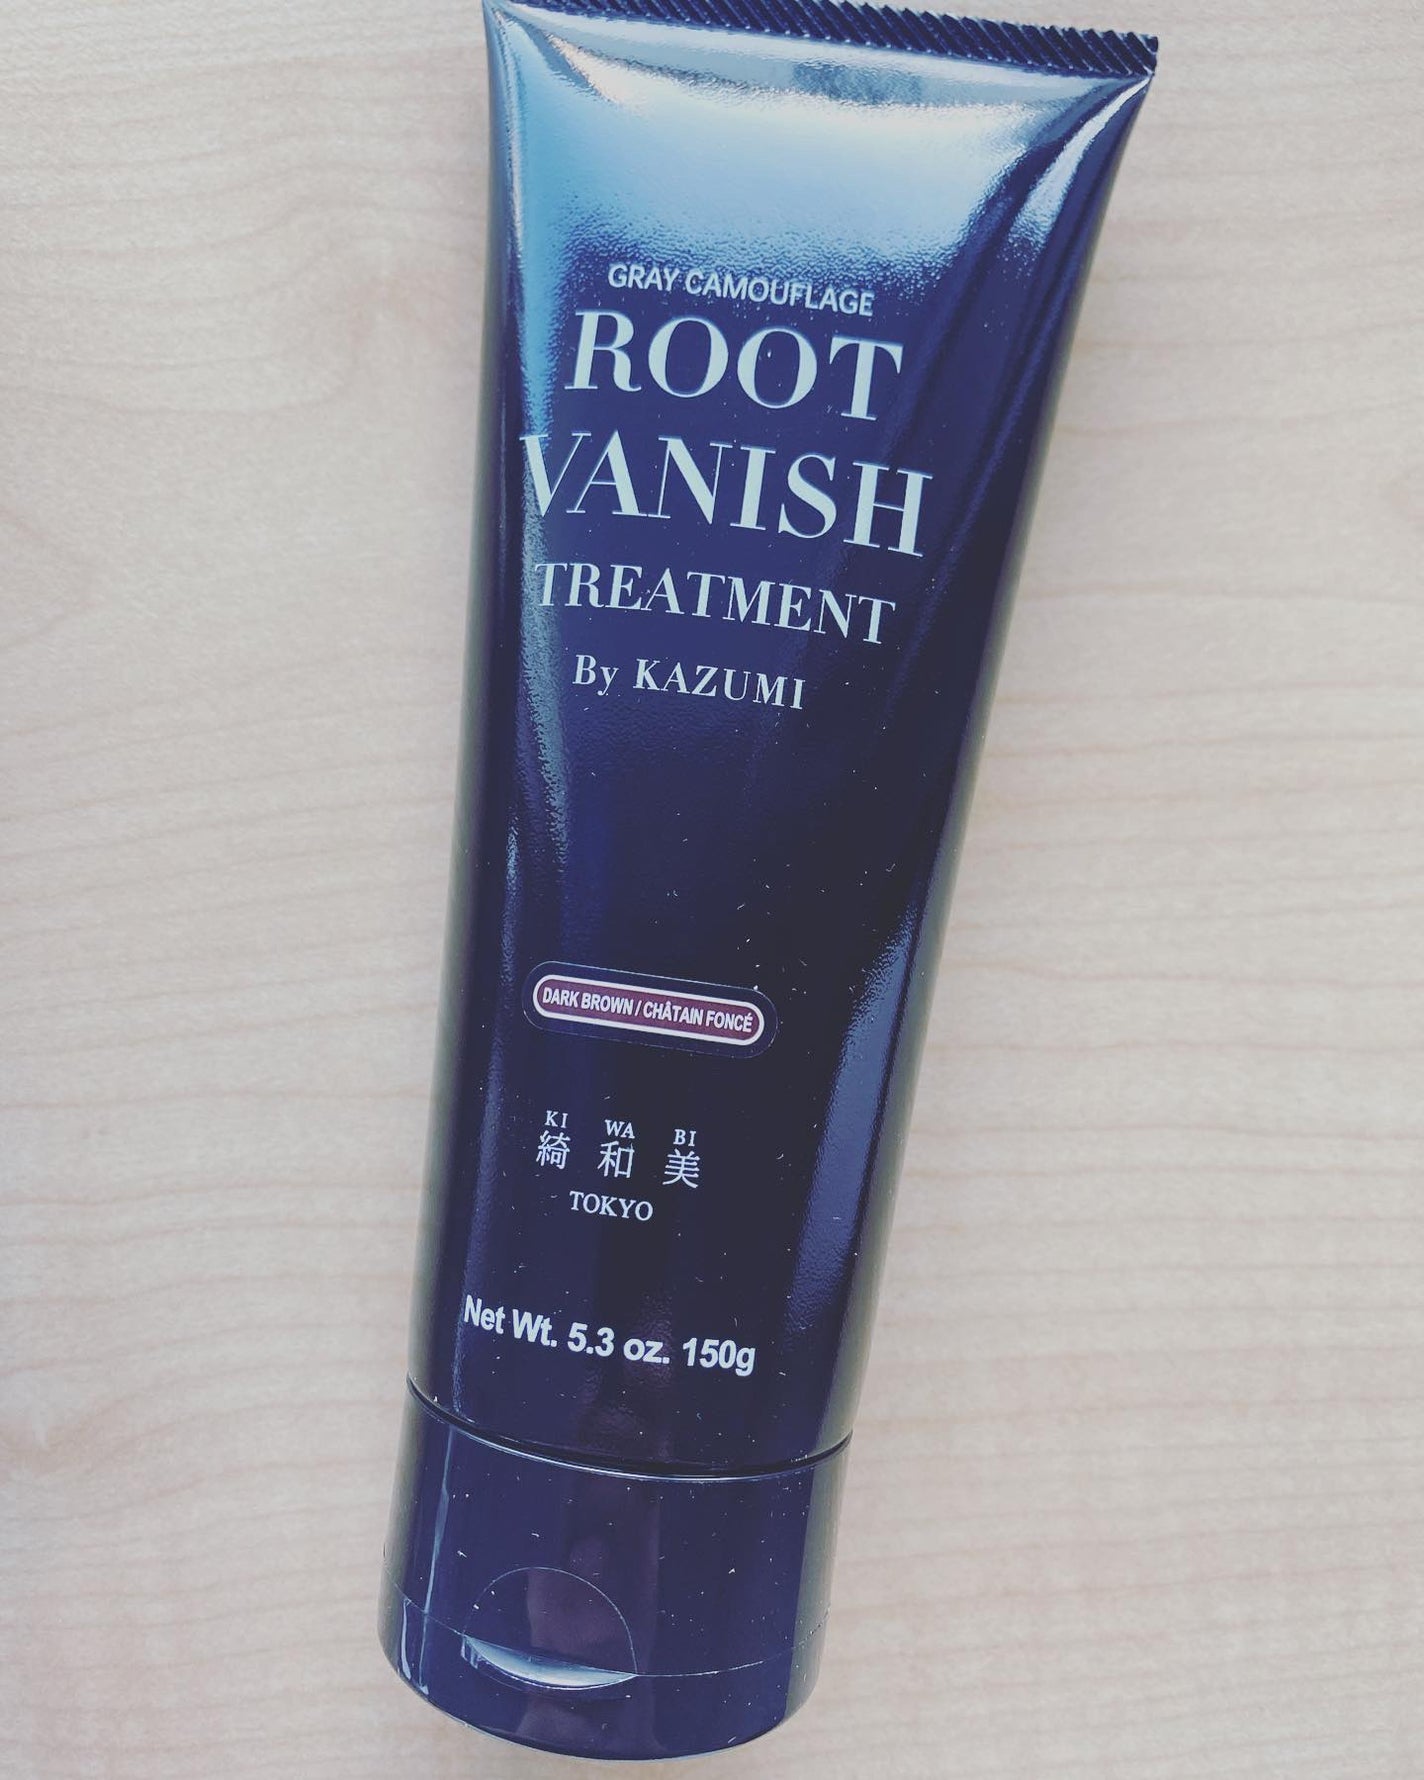 GRAY CAMOUFLAGE
ROOT
VANISH
TREATMENT
By KAZUMI
DARK BROWN / CHÂTAIN FONCÉ
KI WA BI
綺和美
TOKYO
Net Wt. 5.3 oz. 150g